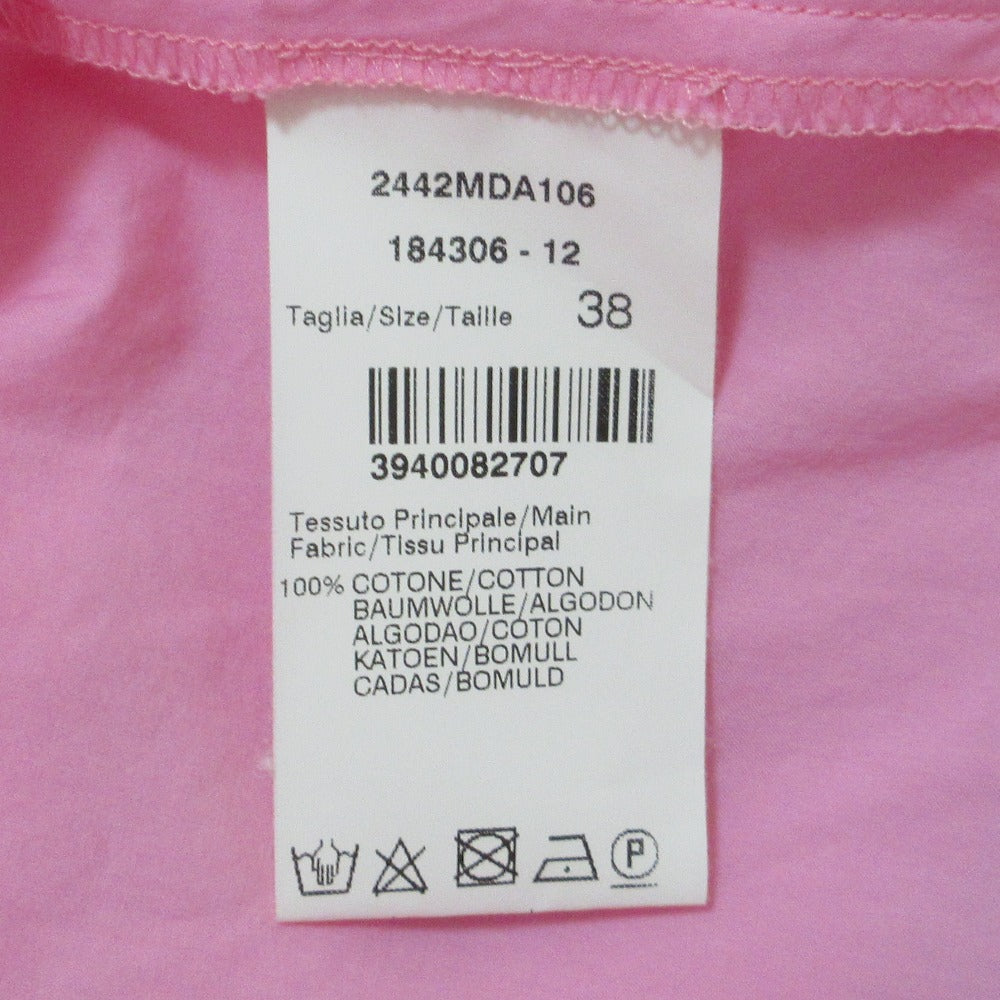 2442MDA106
184306 - 12
Taglia/Size/Taille 38
3940082707
Tessuto Principale/Main
Fabric/Tissu Principal
100% COTONE/COTTON
BAUMWOLLE/ALGODON
ALGODAO/COTON
KATOEN/BOMULL
CADAS/BOMULD
P